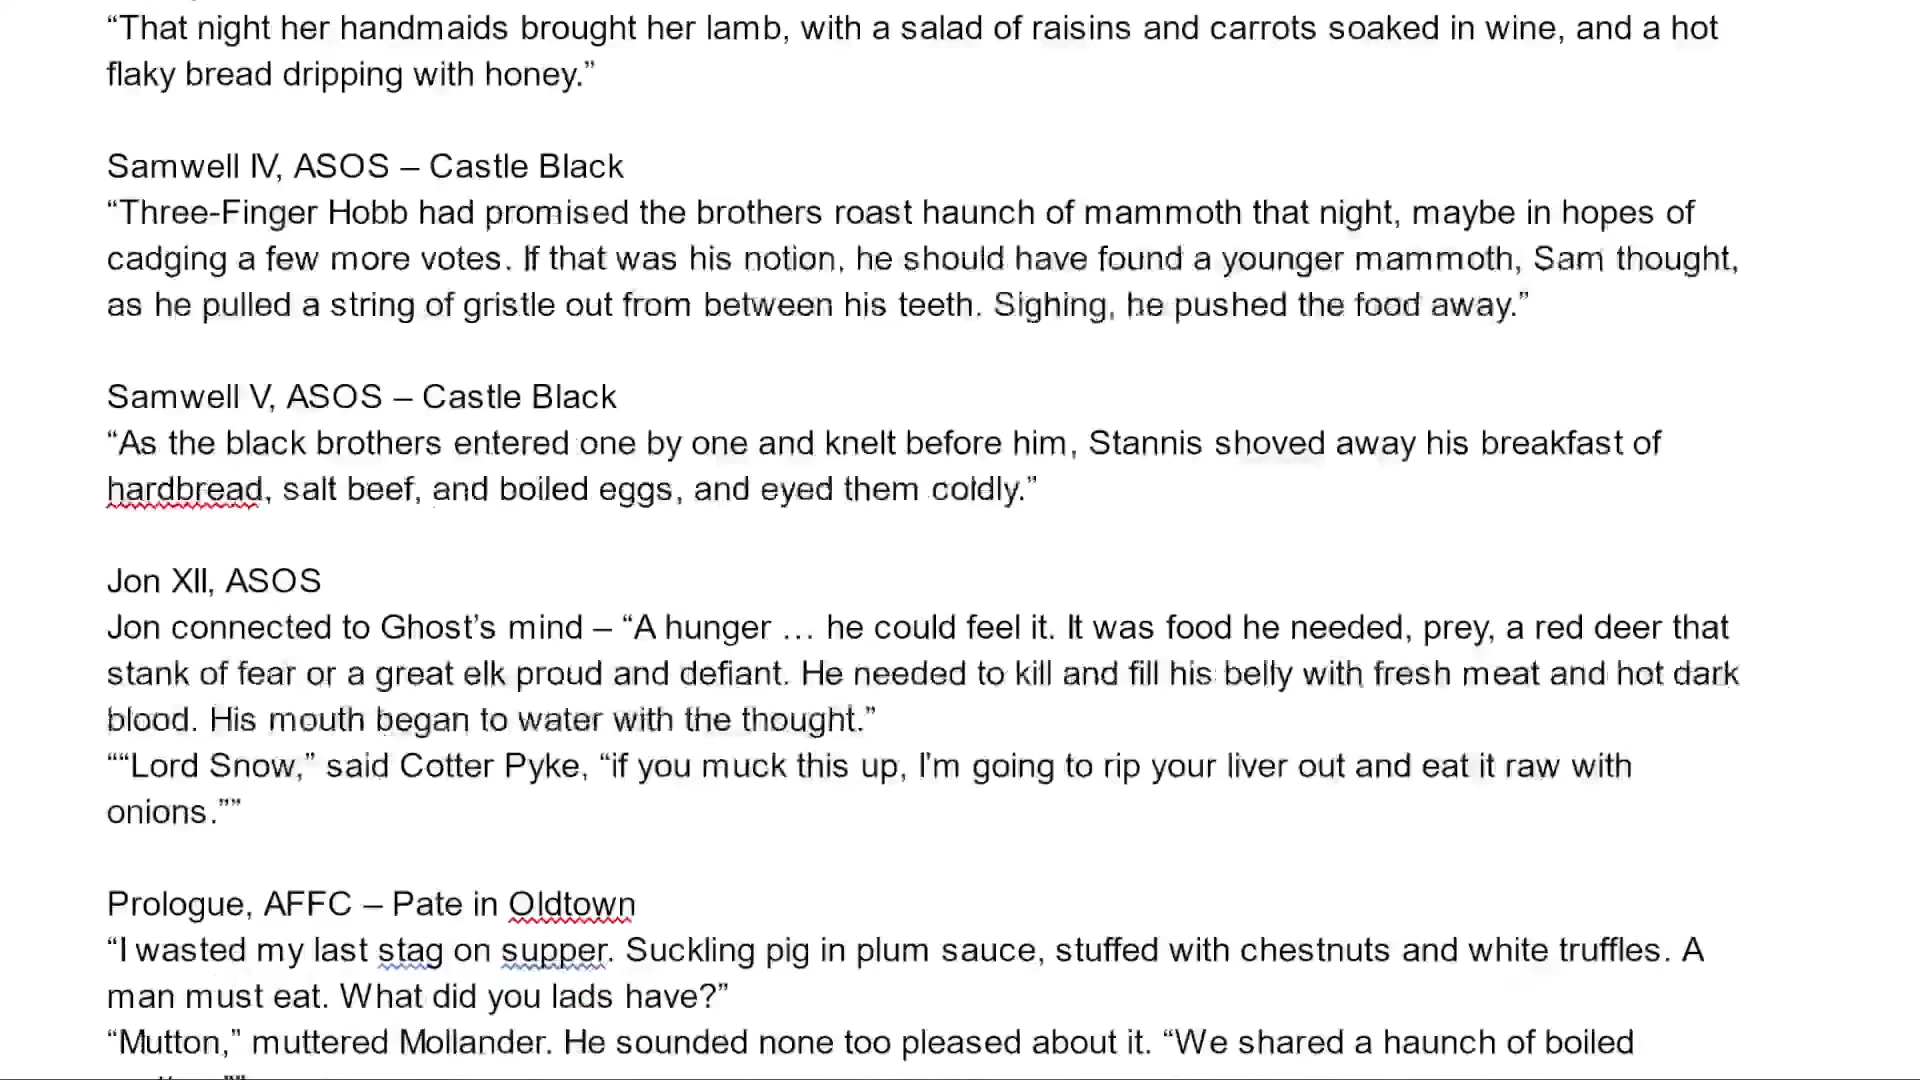 “That night her handmaids brought her lamb, with a salad of raisins and carrots soaked in wine, and a hot
flaky bread dripping with honey.”
Samwell IV, ASOS – Castle Black
“Three-Finger Hobb had promised the brothers roast haunch of mammoth that night, maybe in hopes of
cadging a few more votes. If that was his notion, he should have found a younger mammoth, Sam thought,
as he pulled a string of gristle out from between his teeth. Sighing, he pushed the food away.”
Samwell V, ASOS – Castle Black
“As the black brothers entered one by one and knelt before him, Stannis shoved away his breakfast of
hardbread, salt beef, and boiled eggs, and eyed them coldly.”
Jon XII, ASOS
Jon connected to Ghost’s mind – “A hunger … he could feel it. It was food he needed, prey, a red deer that
stank of fear or a great elk proud and defiant. He needed to kill and fill his belly with fresh meat and hot dark
blood. His mouth began to water with the thought.”
““Lord Snow,” said Cotter Pyke, “if you muck this up, I'm going to rip your liver out and eat it raw with
onions.””
Prologue, AFFC – Pate in Oldtown
“I wasted my last stag on supper. Suckling pig in plum sauce, stuffed with chestnuts and white truffles. A
man must eat. What did you lads have?”
“Mutton,” muttered Mollander. He sounded none too pleased about it. “We shared a haunch of boiled